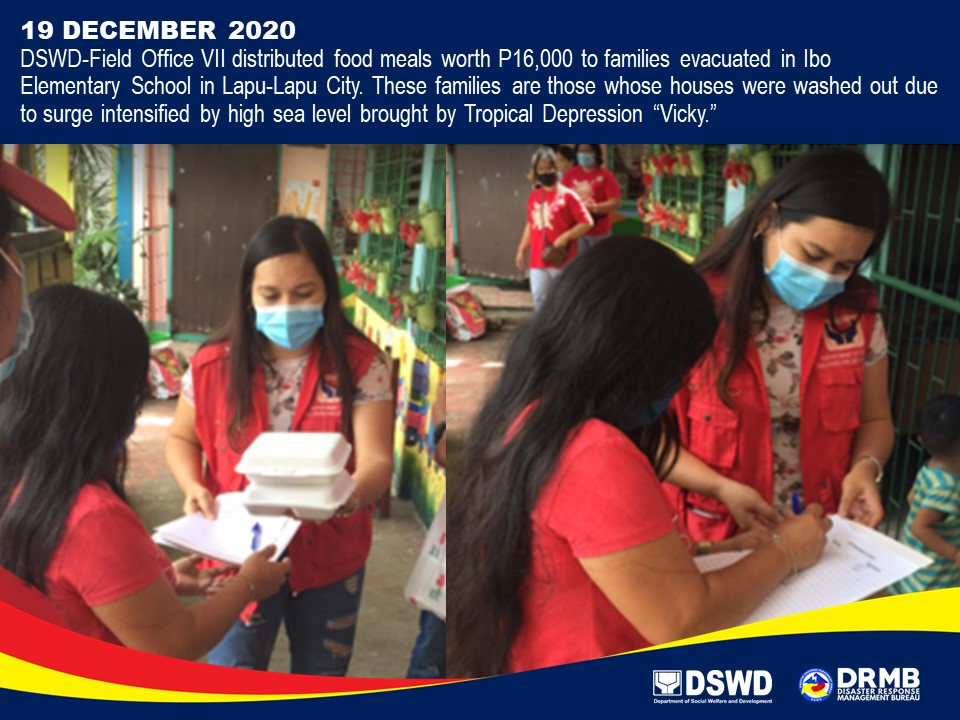 19 DECEMBER 2020
DSWD-Field Office VII distributed food meals worth P16,000 to families evacuated in Ibo
Elementary School in Lapu-Lapu City. These families are those whose houses were washed out due
to surge intensified by high sea level brought by Tropical Depression “Vicky.”
DSWD
Department of Social Welfare and Development
DRMB
DISASTER RESPONSE
MANAGEMENT BUREAU